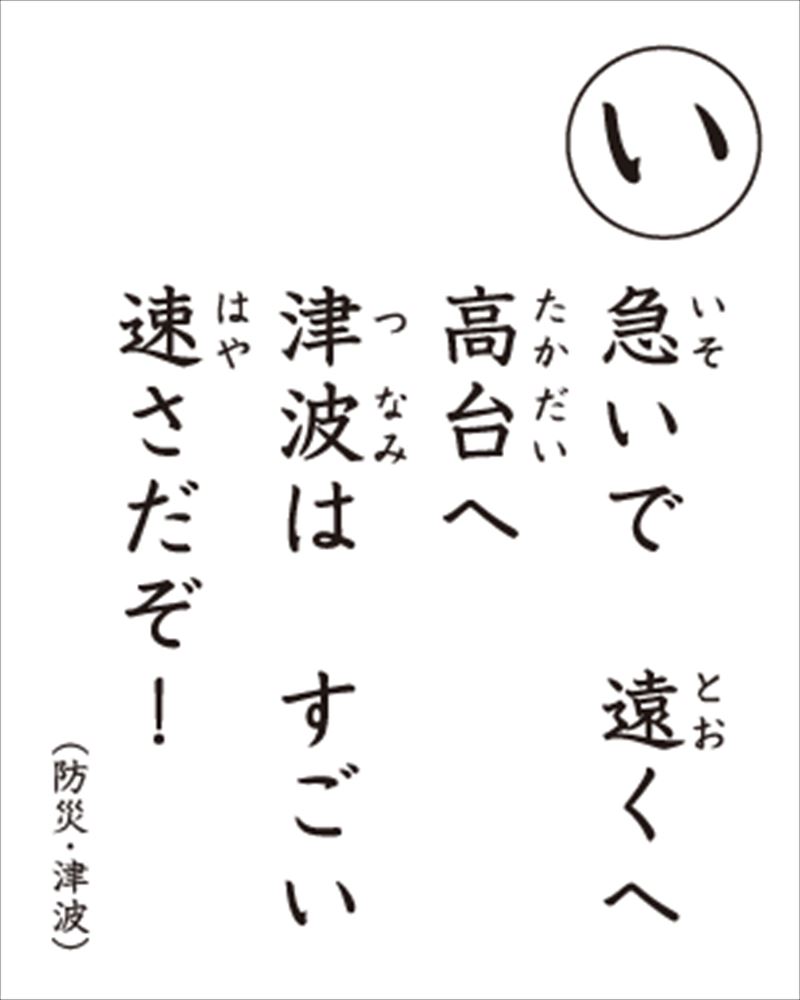 い
急いで　遠くへ
高台へ
津波は　すごい
速さだぞ！
（防災・津波）
いそ
とお
たかだい
つなみ
はや